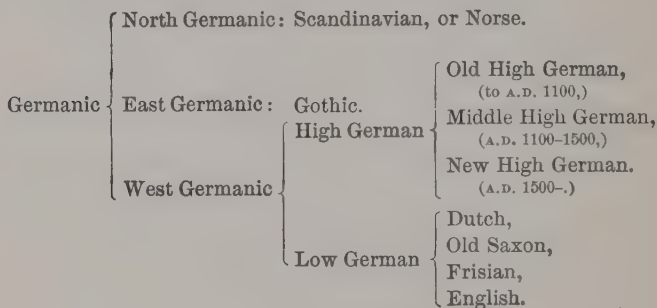 North Germanic: Scandinavian, or Norse.
Germanic
East Germanic: Gothic.
West Germanic
High German
Old High German,
(to A.D. 1100,)
Middle High German,
(A.D. 1100–1500,)
New High German.
(A.D. 1500–.)
Low German
Dutch,
Old Saxon,
Frisian,
English.